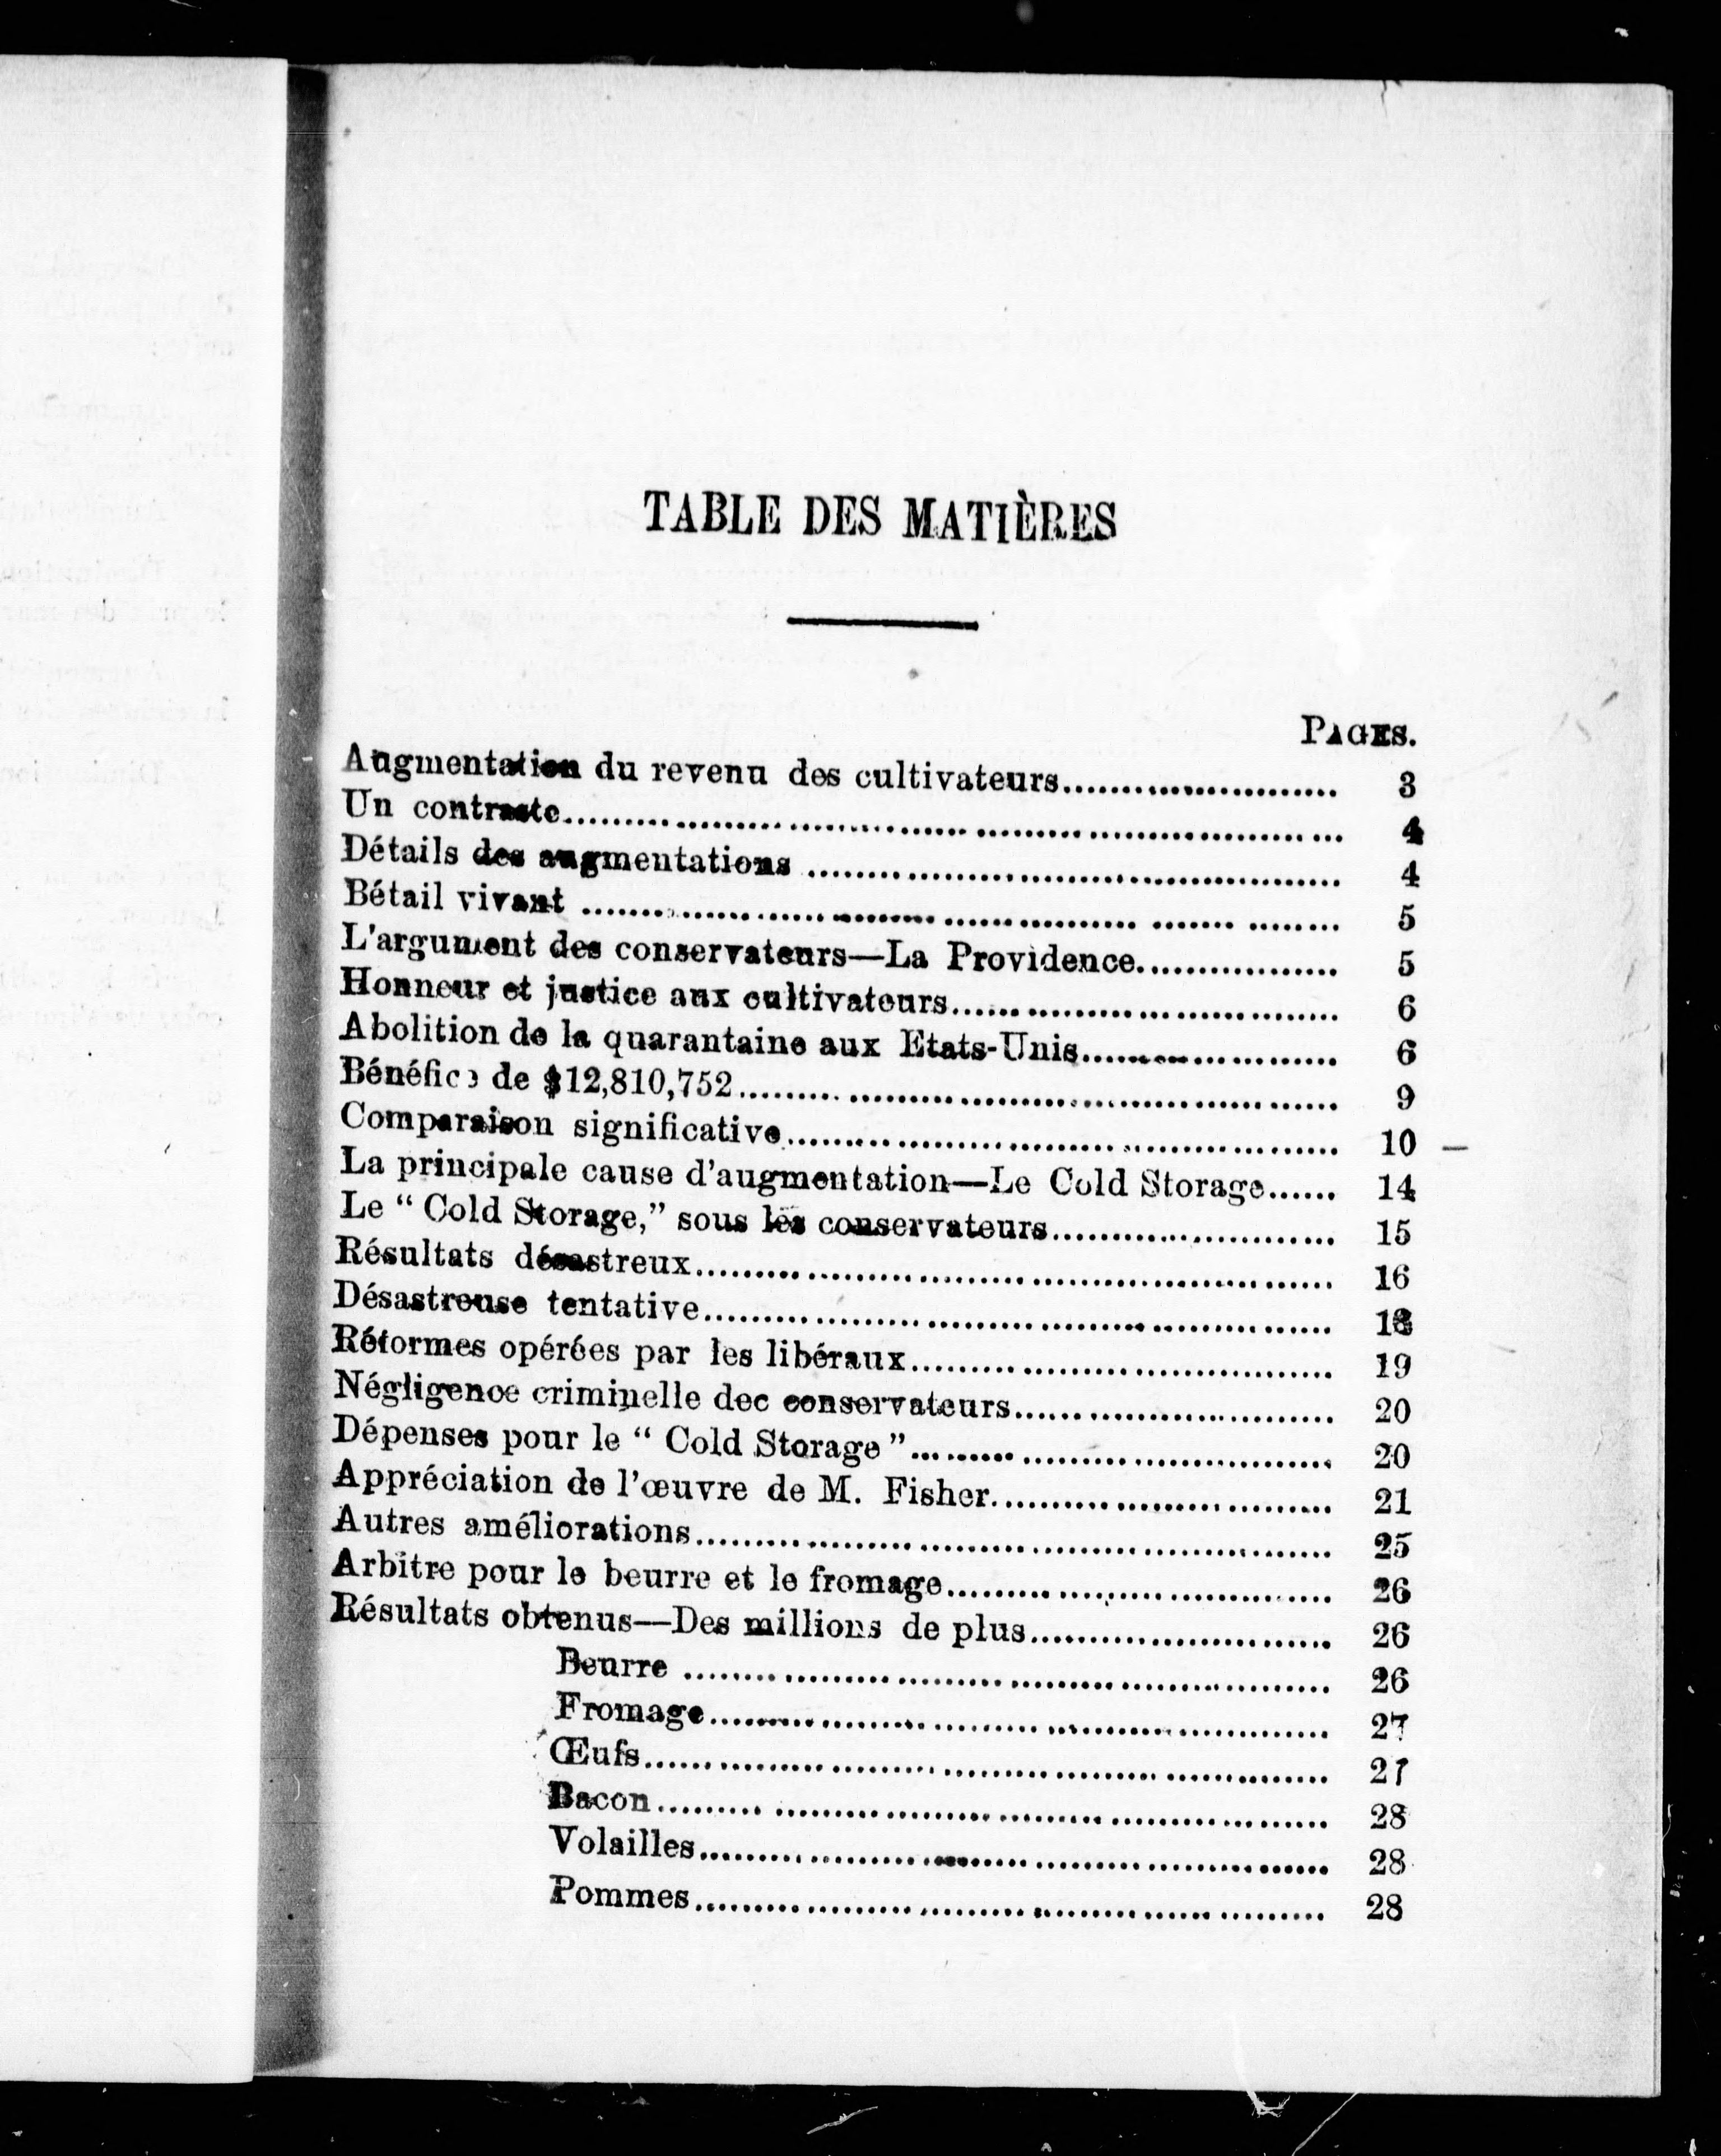 TABLE DES MATIÈRES
PAGES.
Augmentation du revenu des cultivateurs........................ 3
Un contraste........................ 4
Détails des augmentations ........................ 4
Bétail vivant ........................ 5
L'argument des conservateurs—La Providence.................. 5
Honneur et justice aux cultivateurs........................ 6
Abolition de la quarantaine aux Etats-Unis...................... 6
Bénéfice de $12,810,752........................ 9
Comparaison significative........................ 10
La principale cause d'augmentation—Le Cold Storage...... 14
Le “ Cold Storage,” sous les conservateurs........................ 15
Résultats désastreux........................ 16
Désastreuse tentative........................ 18
Réformes opérées par les libéraux........................ 19
Négligence criminelle dec conservateurs........................ 20
Dépenses pour le “ Cold Storage ”........................ 20
Appréciation de l'œuvre de M. Fisher........................ 21
Autres améliorations........................ 25
Arbitre pour le beurre et le fromage........................ 26
Résultats obtenus—Des millions de plus........................ 26
Beurre ........................ 26
Fromage........................ 27
Œufs........................ 27
Bacon........................ 28
Volailles........................ 28
Pommes........................ 28